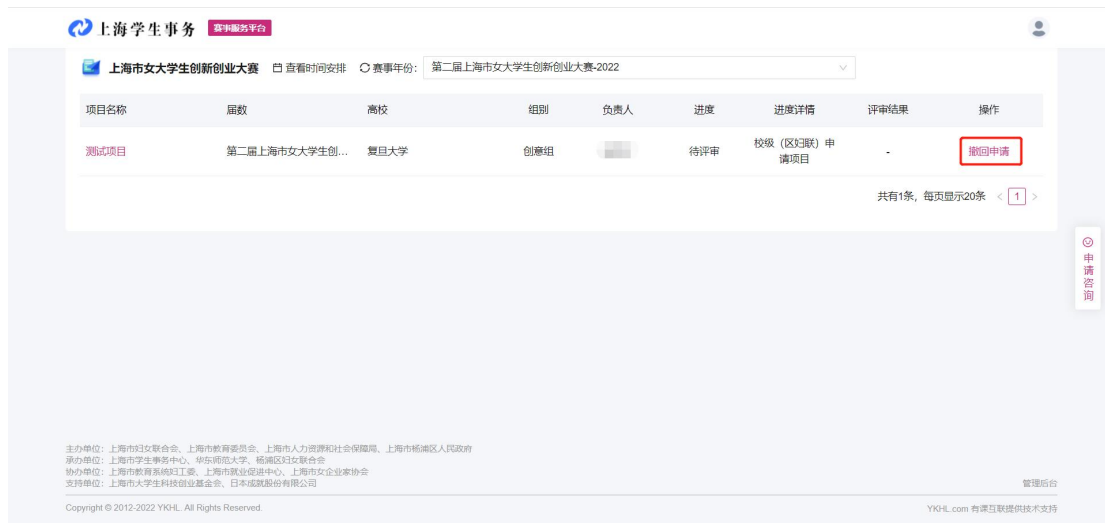 上海学生事务 赛事服务平台
上海市女大学生创新创业大赛 查看时间安排 赛事年份: 第二届上海市女大学生创新创业大赛-2022
项目名称 届数 高校 组别 负责人 进度 进度详情 评审结果 操作
测试项目 第二届上海市女大学生创... 复旦大学 创意组 待评审 校级（区妇联）申 - 撤回申请
请项目
共有1条，每页显示20条 < 1 >
申请咨询
主办单位：上海市妇女联合会、上海市教育委员会、上海市人力资源和社会保障局、上海市杨浦区人民政府
承办单位：上海市学生事务中心、华东师范大学、杨浦区妇女联合会
协办单位：上海市教育系统妇工委、上海市就业促进中心、上海市女企业家协会
支持单位：上海市大学生科技创业基金会、日本成就股份有限公司
管理后台
Copyright © 2012-2022 YKHL. All Rights Reserved.
YKHL.com 有课互联提供技术支持